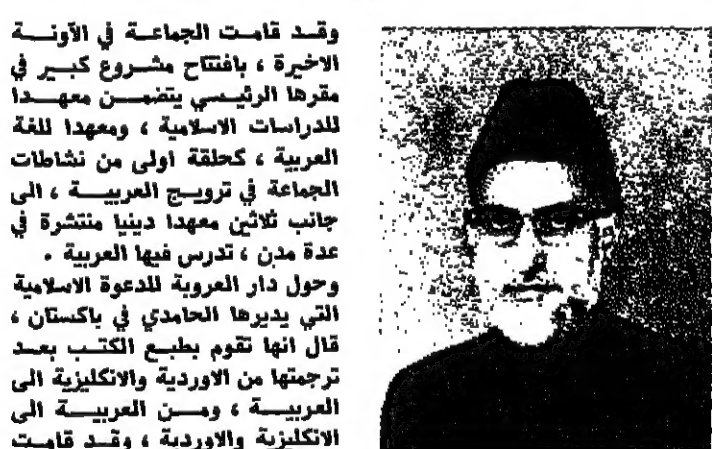 وقد قامت الجماعة في الآونة
الاخيرة ، بافتتاح مشروع كبير في
مقرها الرئيسي يتضمن معهدا
للدراسات الاسلامية ، ومعهدا للغة
العربية ، كحلقة اولى من نشاطات
الجماعة في ترويج العربية ، الى
جانب ثلاثين معهدا دينيا منتشرة في
عدة مدن ، تدرس فيها العربية .
وحول دار العروبة للدعوة الاسلامية
التي يديرها الحامدي في باكستان ،
قال انها تقوم بطبع الكتب بعد
ترجمتها من الاوردية والانكليزية الى
العربية ، ومن العربية الى
الانكليزية والاوردية ، وقد قامت